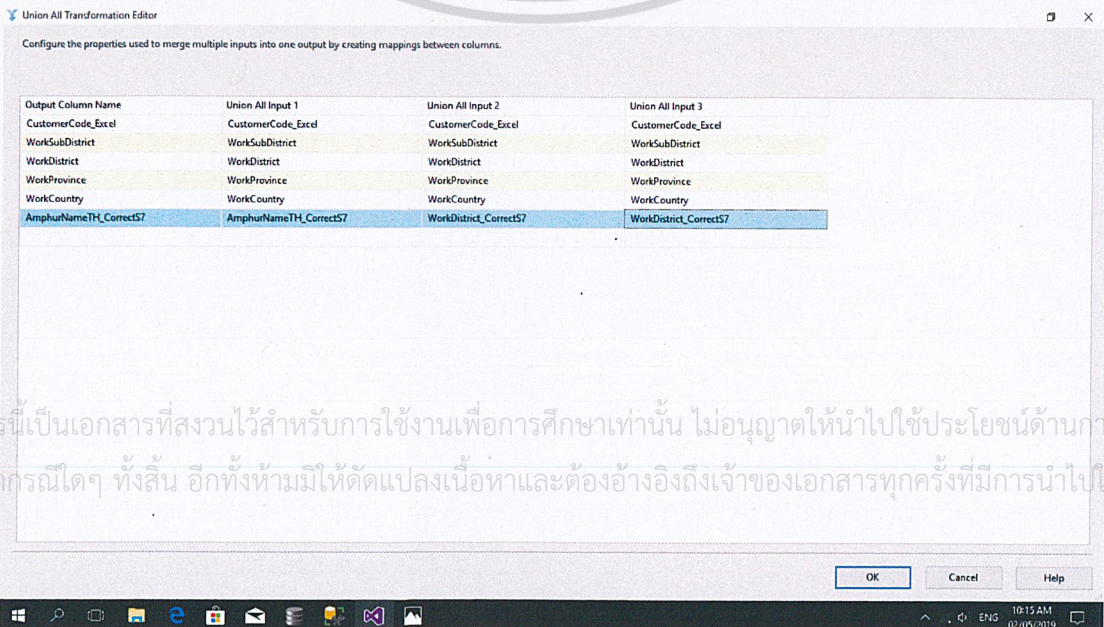 Union All Transformation Editor
Configure the properties used to merge multiple inputs into one output by creating mappings between columns.
Output Column Name Union All Input 1 Union All Input 2 Union All Input 3
CustomerCode_Excel CustomerCode_Excel CustomerCode_Excel CustomerCode_Excel
WorkSubDistrict WorkSubDistrict WorkSubDistrict WorkSubDistrict
WorkDistrict WorkDistrict WorkDistrict WorkDistrict
WorkProvince WorkProvince WorkProvince WorkProvince
WorkCountry WorkCountry WorkCountry WorkCountry
AmphurNameTH_CorrectS7 AmphurNameTH_CorrectS7 WorkDistrict_CorrectS7 WorkDistrict_CorrectS7
รนี้เป็นเอกสารที่สงวนไว้สำหรับการใช้งานเพื่อการศึกษาเท่านั้น ไม่อนุญาตให้นำไปใช้ประโยชน์ด้านกา
ากรณีใดๆ ทั้งสิ้น อีกทั้งห้ามมิให้ดัดแปลงเนื้อหาและต้องอ้างอิงถึงเจ้าของเอกสารทุกครั้งที่มีการนำไปใ
OK Cancel Help
ENG
10:15 AM
02/05/2019